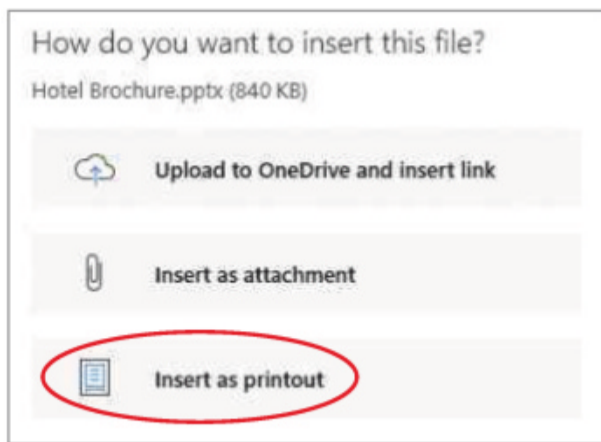 How do you want to insert this file?
Hotel Brochure.pptx (840 KB)
Upload to OneDrive and insert link
Insert as attachment
Insert as printout